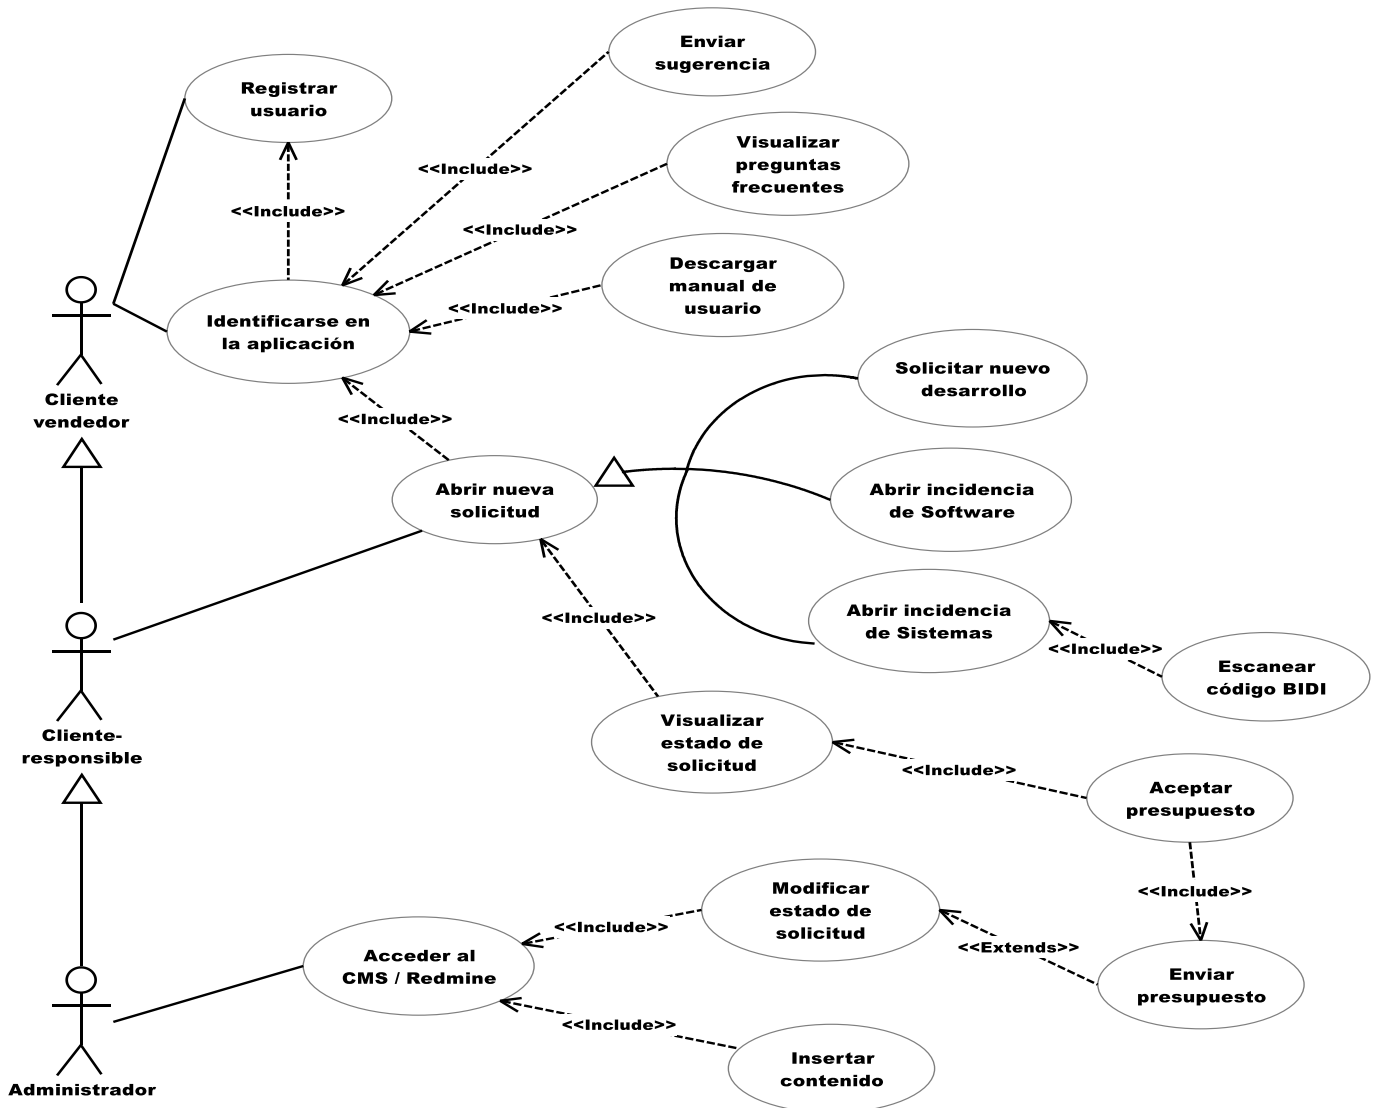 Enviar
sugerencia
Registrar
usuario
Visualizar
preguntas
frecuentes
<<Include>>
<<Include>>
<<Include>>
Descargar
manual de
usuario
<<Include>>
Identificarse en
la aplicación
Solicitar nuevo
desarrollo
Cliente
vendedor
<<Include>>
Abrir nueva
solicitud
Abrir incidencia
de Software
Abrir incidencia
de Sistemas
<<Include>>
<<Include>>
Escanear
código BIDI
Cliente-
responsible
Visualizar
estado de
solicitud
<<Include>>
Aceptar
presupuesto
<<Include>>
Modificar
estado de
solicitud
<<Include>>
<<Extends>>
Acceder al
CMS / Redmine
Enviar
presupuesto
<<Include>>
Insertar
contenido
Administrador